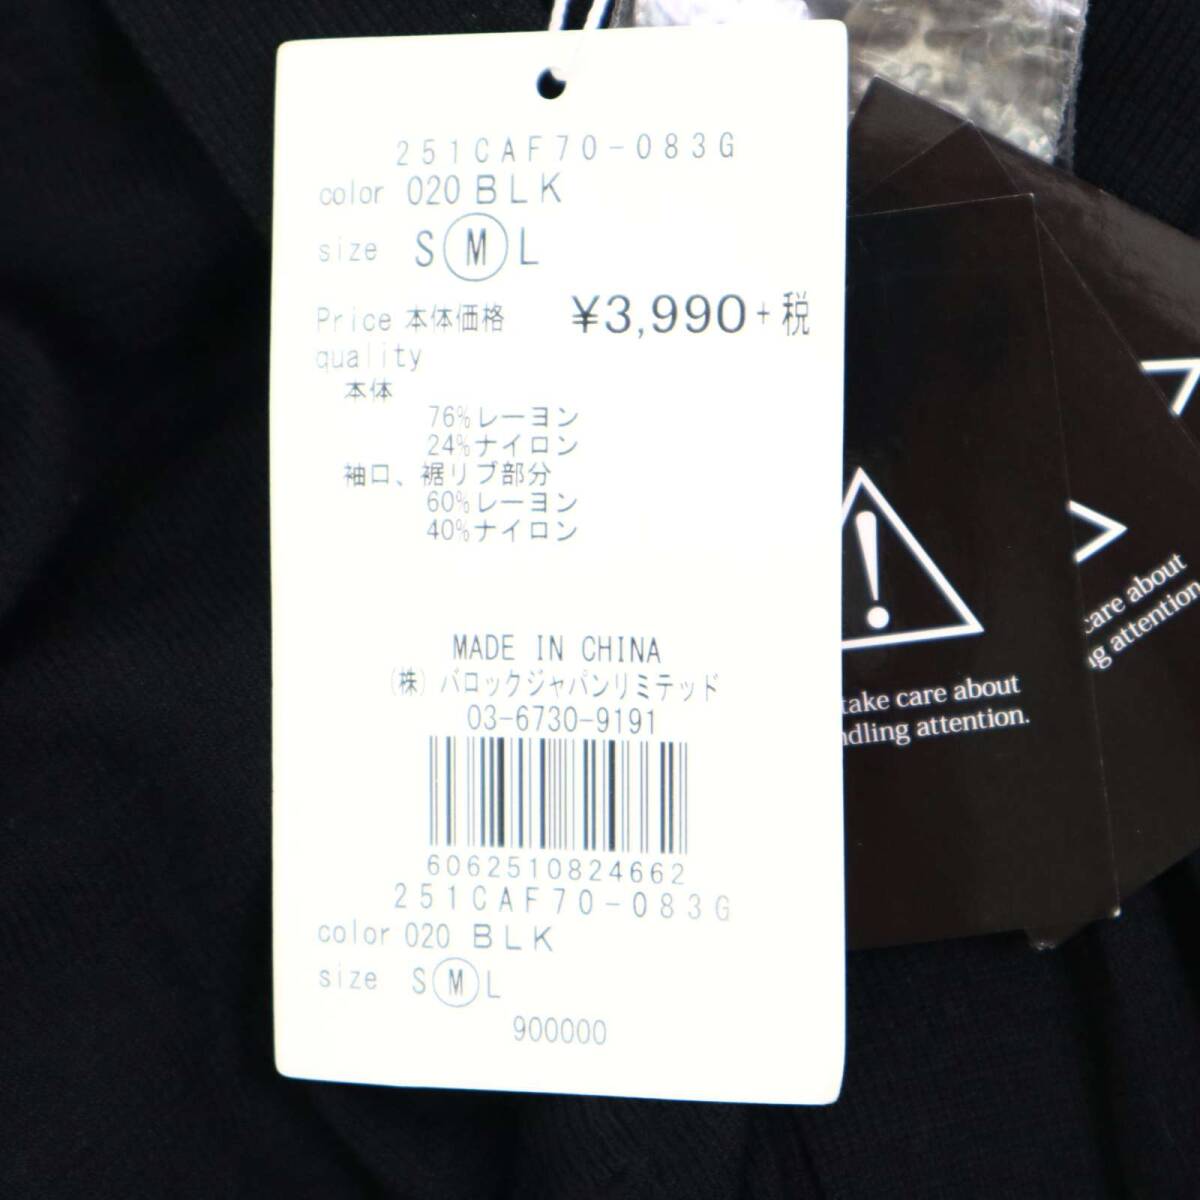 251CAF70-083G
color 020 BLK
size S M L
Price 本体価格 ¥3,990+税
quality
本体
76%レーヨン
24%ナイロン
袖口、裾リブ部分
60%レーヨン
40%ナイロン
MADE IN CHINA
(株)バロックジャパンリミテッド
03-6730-9191
6062510824662
251CAF70-083G
color 020 BLK
size S M L
900000
take care about
attention.
care about
attention